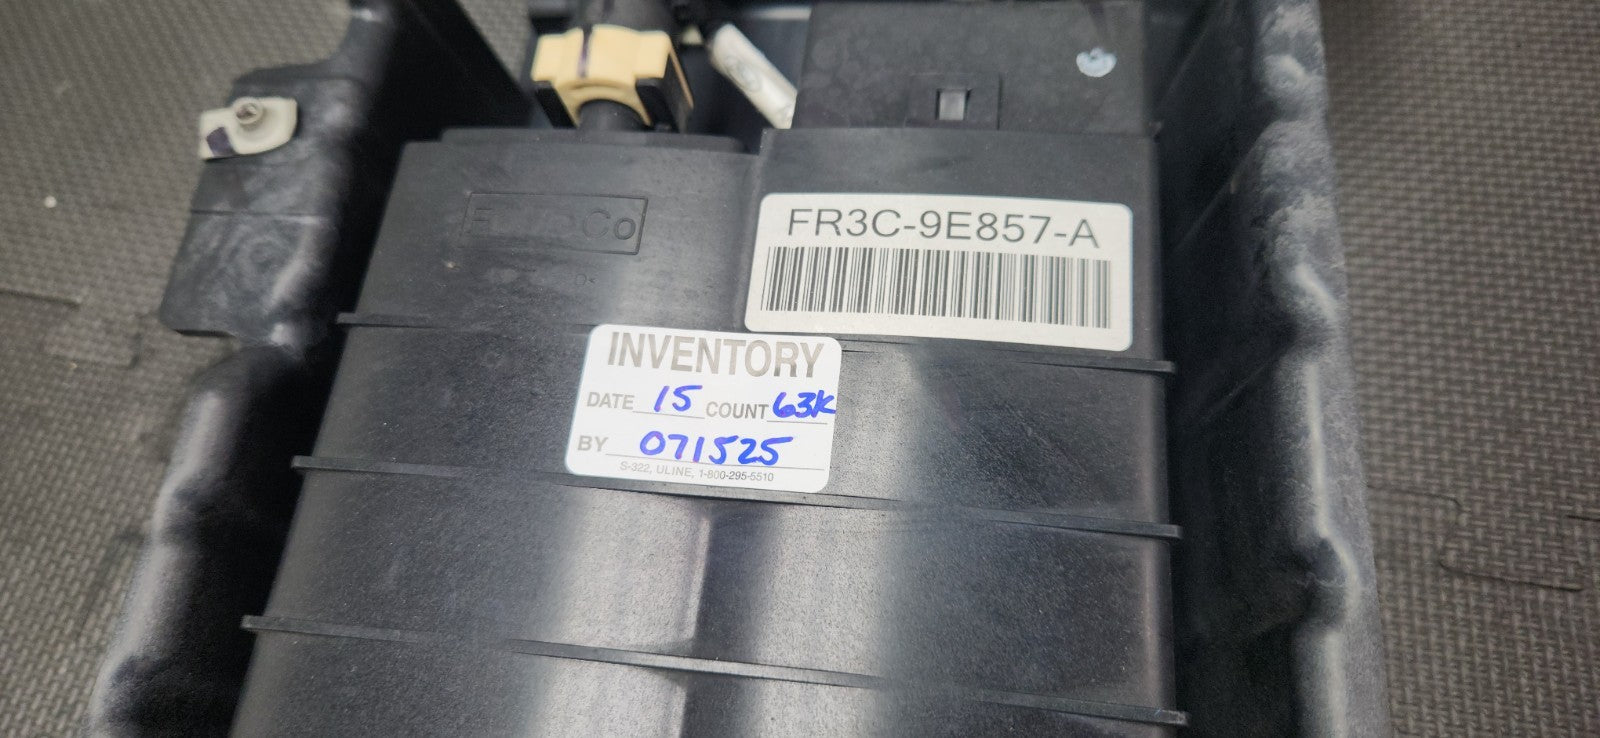 FR3C-9E857-A
INVENTORY
DATE 15 COUNT 63K
BY 071525
S-322, ULINE, 1-800-295-5510